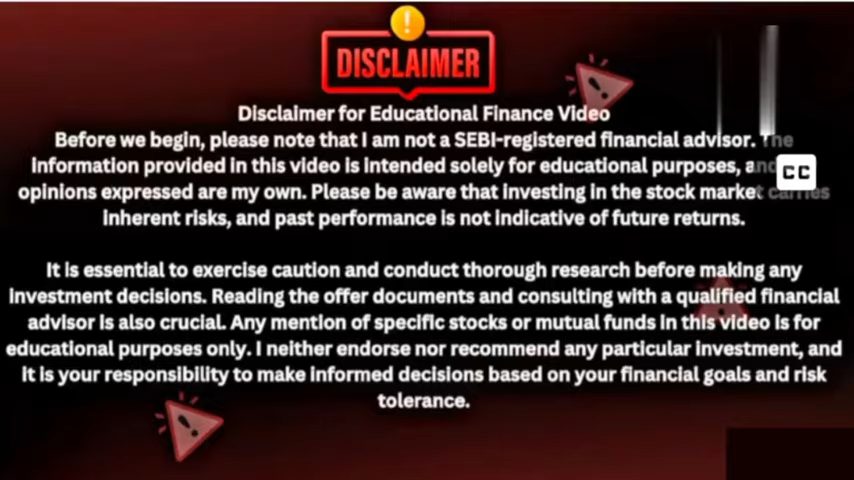 !
DISCLAIMER
Disclaimer for Educational Finance Video
Before we begin, please note that I am not a SEBI-registered financial advisor. The
information provided in this video is intended solely for educational purposes, and
opinions expressed are my own. Please be aware that investing in the stock market carries
inherent risks, and past performance is not indicative of future returns.
It is essential to exercise caution and conduct thorough research before making any
investment decisions. Reading the offer documents and consulting with a qualified financial
advisor is also crucial. Any mention of specific stocks or mutual funds in this video is for
educational purposes only. I neither endorse nor recommend any particular investment, and
it is your responsibility to make informed decisions based on your financial goals and risk
tolerance.
CC